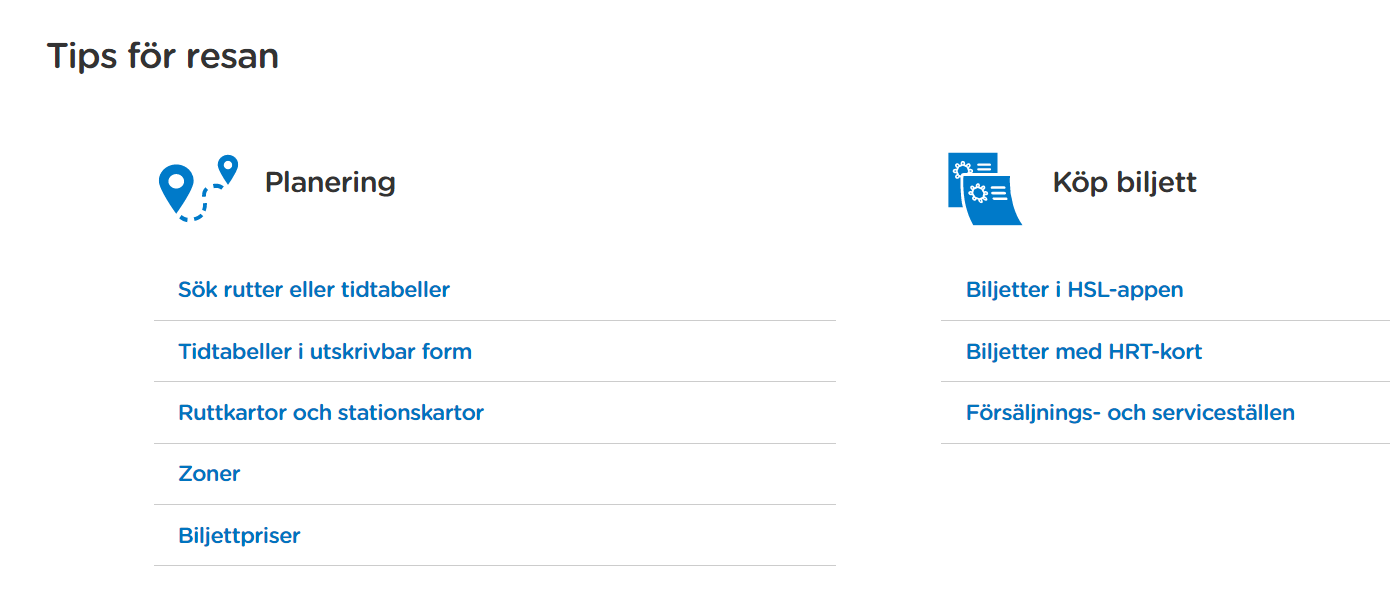 Tips för resan
Planering
Sök rutter eller tidtabeller
Tidtabeller i utskrivbar form
Ruttkartor och stationskartor
Zoner
Biljettpriser
Köp biljett
Biljetter i HSL-appen
Biljetter med HRT-kort
Försäljnings- och serviceställen